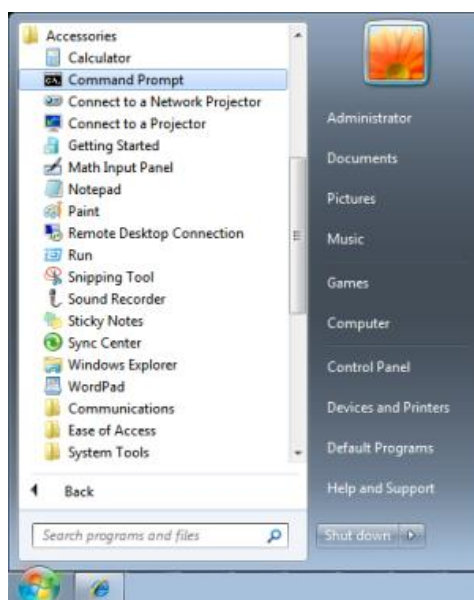 Accessories
Calculator
Command Prompt
Connect to a Network Projector
Connect to a Projector
Getting Started
Math Input Panel
Notepad
Paint
Remote Desktop Connection
Run
Snipping Tool
Sound Recorder
Sticky Notes
Sync Center
Windows Explorer
WordPad
Communications
Ease of Access
System Tools
Back
Search programs and files
Administrator
Documents
Pictures
Music
Games
Computer
Control Panel
Devices and Printers
Default Programs
Help and Support
Shut down